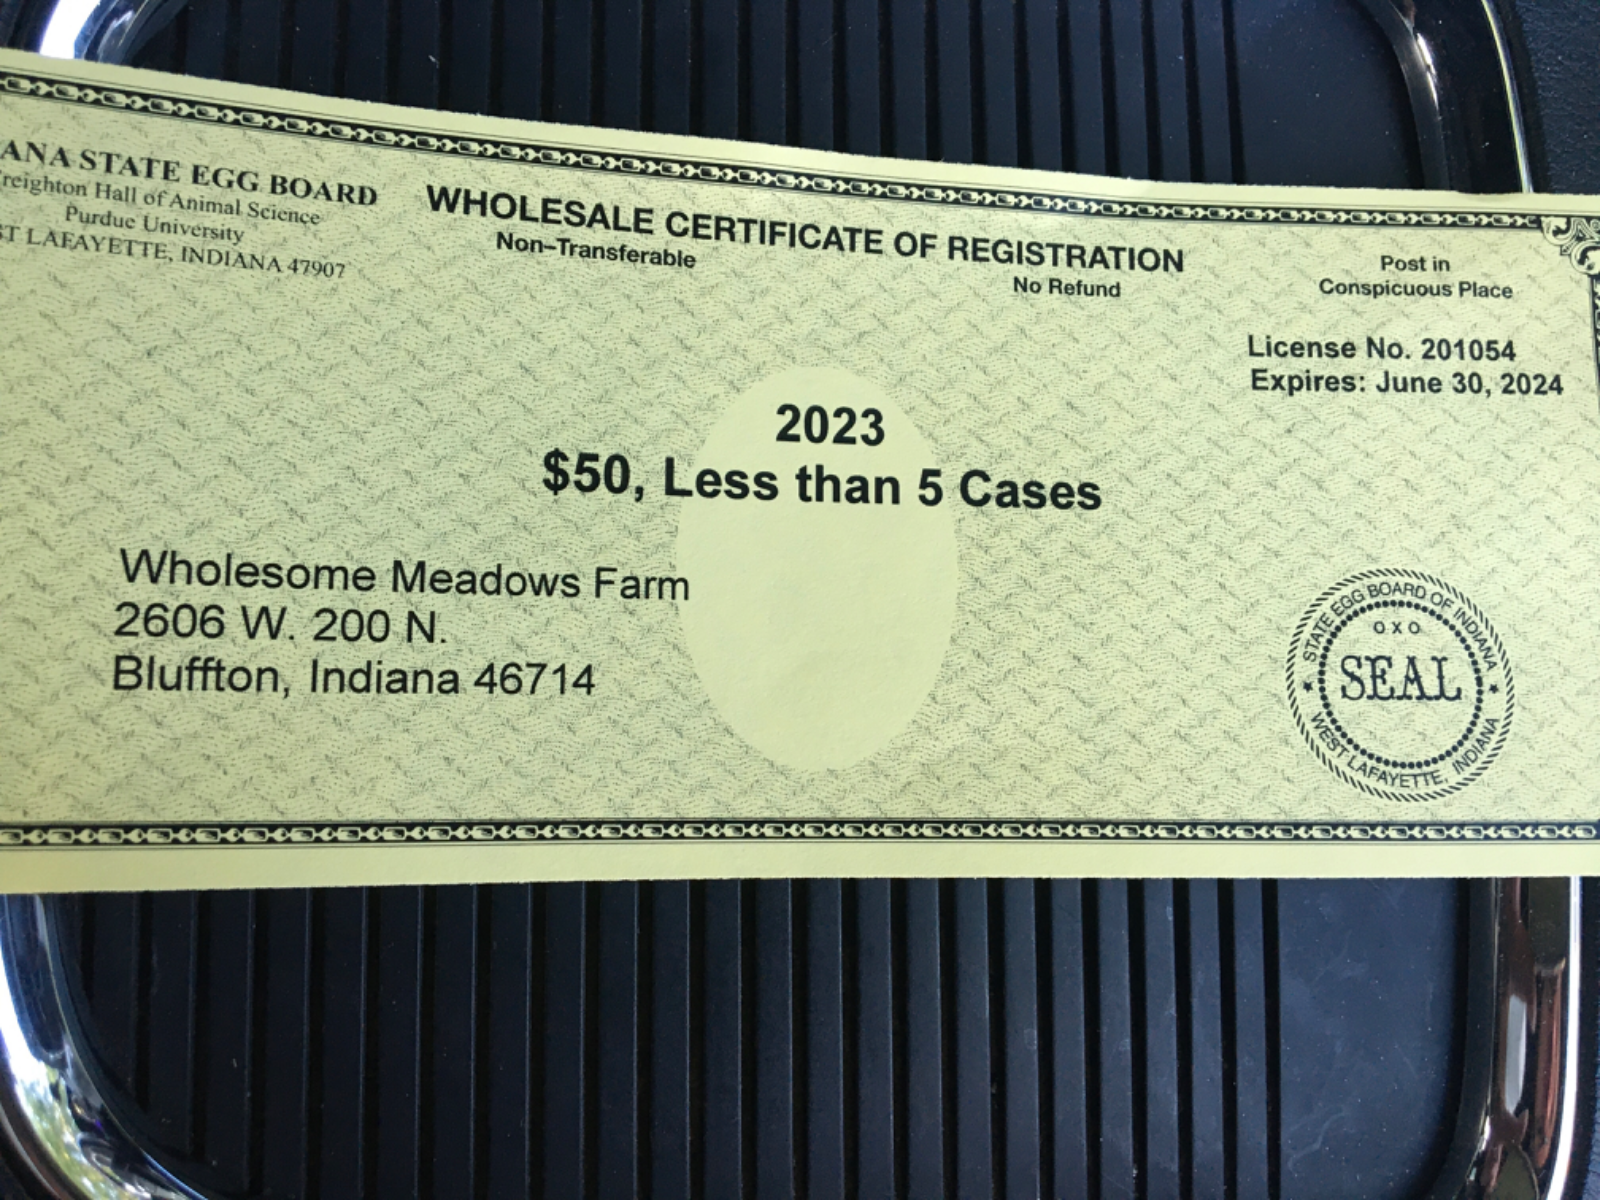 ANA STATE EGG BOARD
reighton Hall of Animal Science
Purdue University
ST LAFAYETTE, INDIANA 47907
WHOLESALE CERTIFICATE OF REGISTRATION
Non–Transferable
No Refund
Post in
Conspicuous Place
License No. 201054
Expires: June 30, 2024
2023
$50, Less than 5 Cases
Wholesome Meadows Farm
2606 W. 200 N.
Bluffton, Indiana 46714
STATE EGG BOARD OF INDIANA
OXO
SEAL
WEST LAFAYETTE, INDIANA